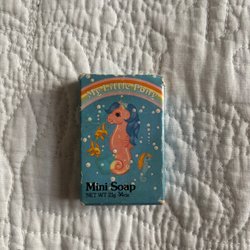 My Little Pony
Mini Soap
NET WT 21g .74oz